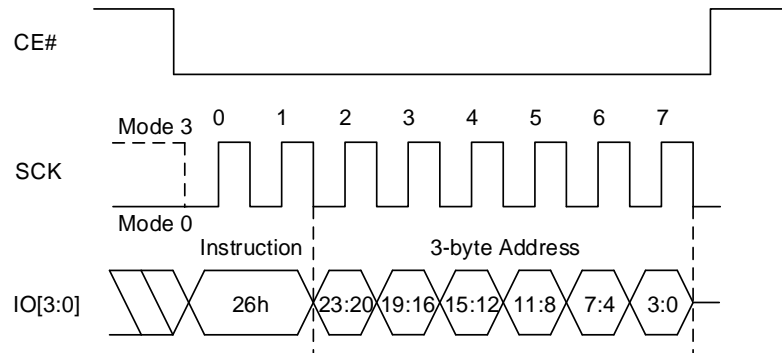 CE#
Mode 3 0 1 2 3 4 5 6 7
SCK
Mode 0
Instruction 3-byte Address
IO[3:0] 26h 23:20 19:16 15:12 11:8 7:4 3:0